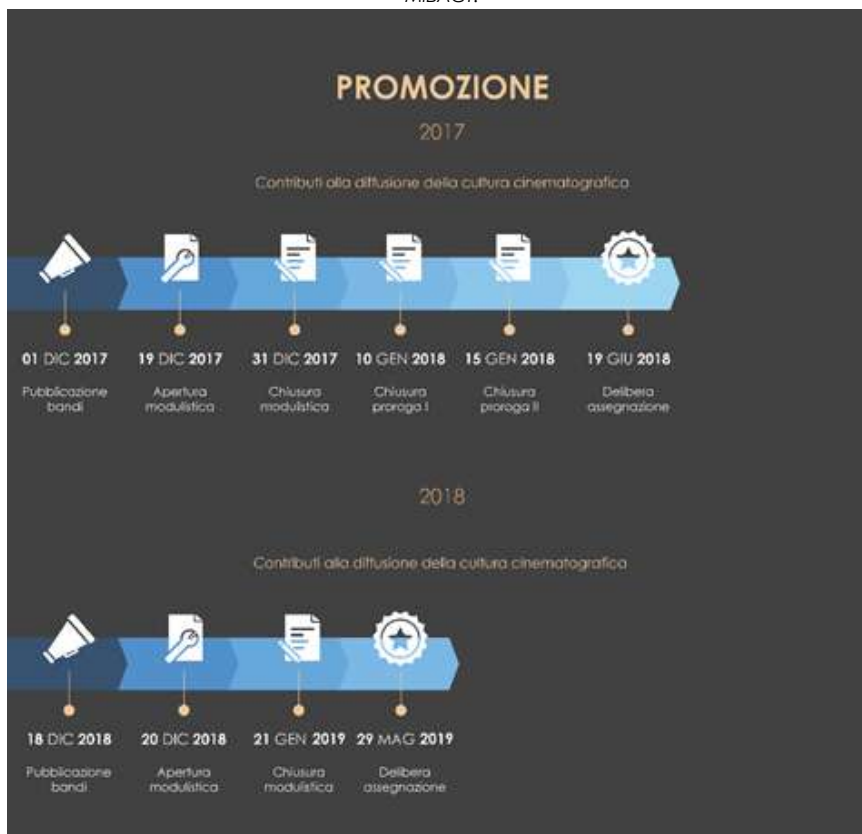 MiBACT.
PROMOZIONE
2017
Contributi alla diffusione della cultura cinematografica
01 DIC 2017 19 DIC 2017 31 DIC 2017 10 GEN 2018 15 GEN 2018 19 GIU 2018
Pubblicazione Apertura Chiusura Chiusura Chiusura Delibera
bandi modulistica modulistica proroga I proroga II assegnazione
2018
Contributi alla diffusione della cultura cinematografica
18 DIC 2018 20 DIC 2018 21 GEN 2019 29 MAG 2019
Pubblicazione Apertura Chiusura Delibera
bandi modulistica modulistica assegnazione